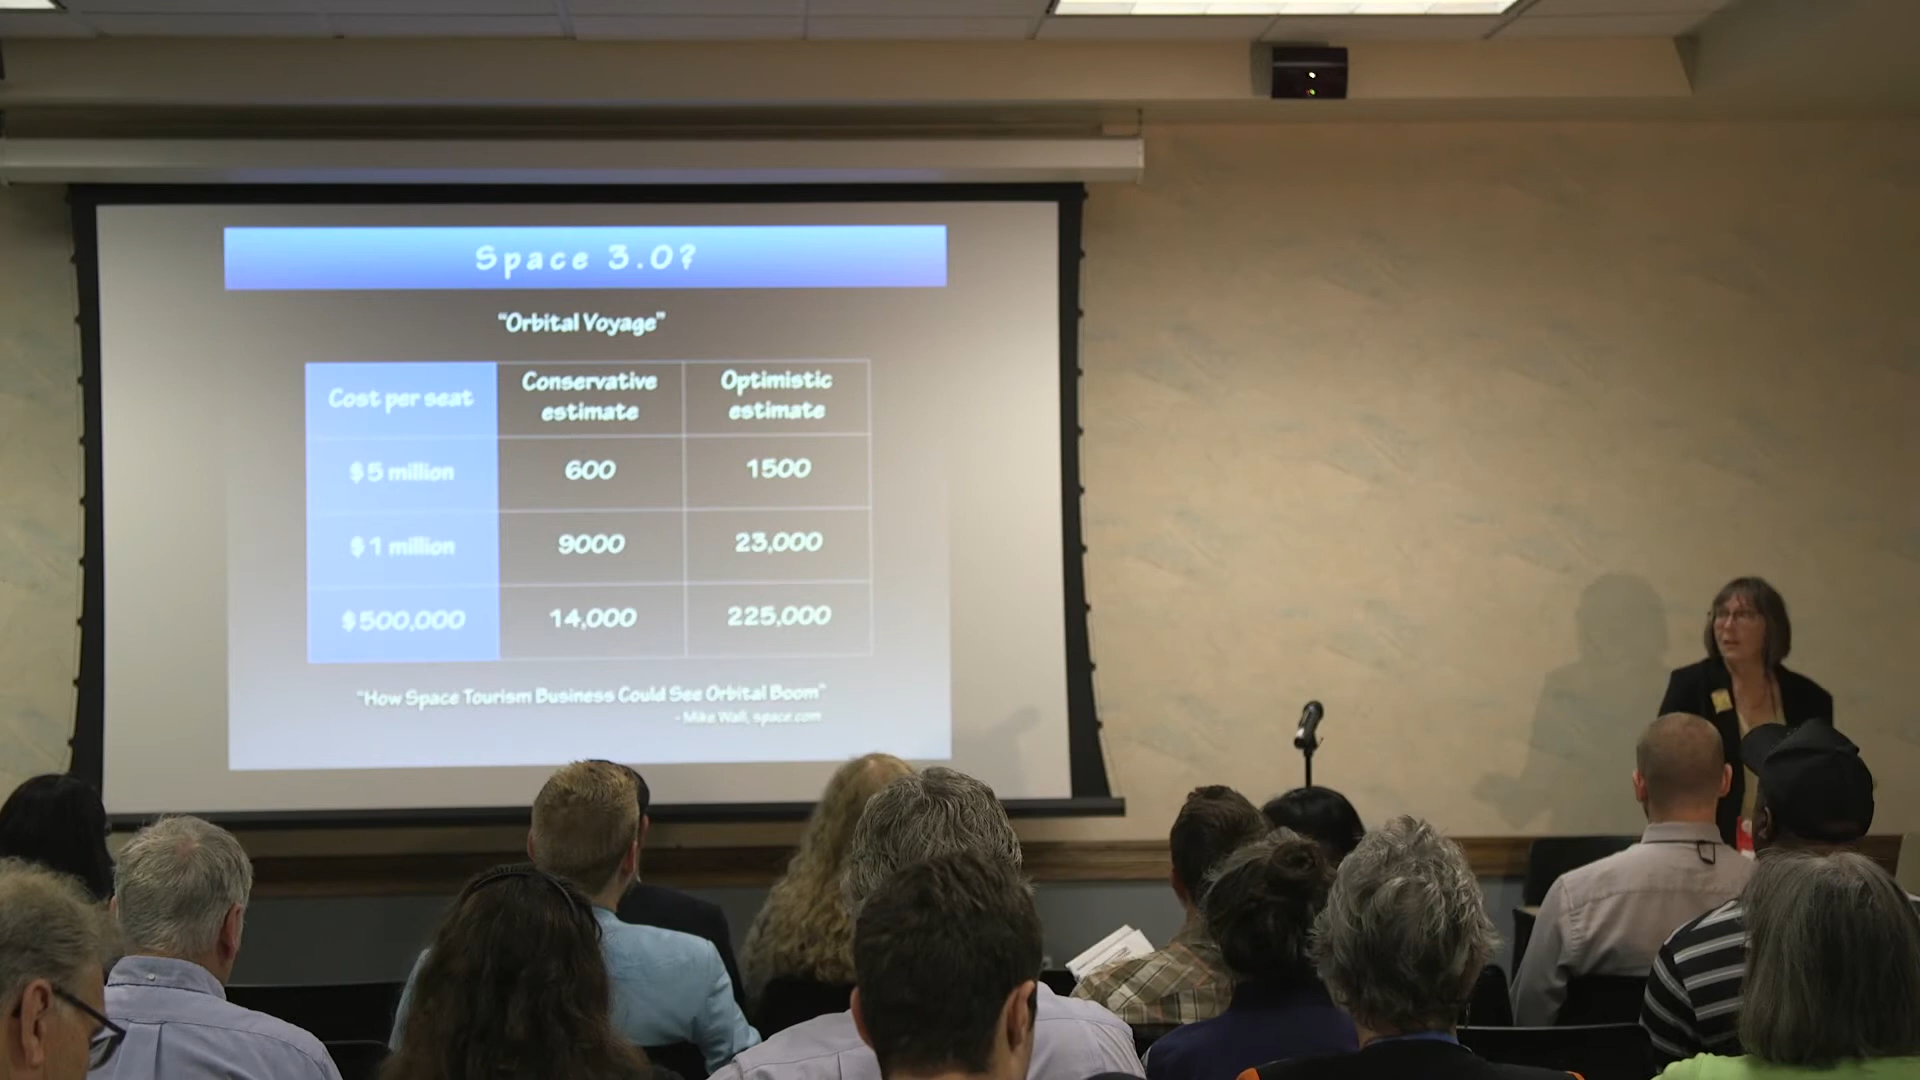 Space 3.0?
"Orbital Voyage"
Cost per seat
Conservative
estimate
Optimistic
estimate
$5 million
600
1500
$1 million
9000
23,000
$500,000
14,000
225,000
"How Space Tourism Business Could See Orbital Boom"
- Mike Wall, space.com